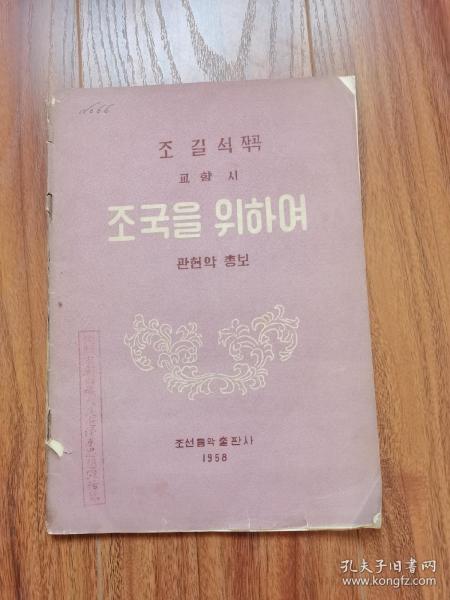 №666
조 길 석 작곡
교 향 시
조국을 위하여
관현악 총보
조선음악출판사
1958
孔夫子旧书网
www.kongfz.com